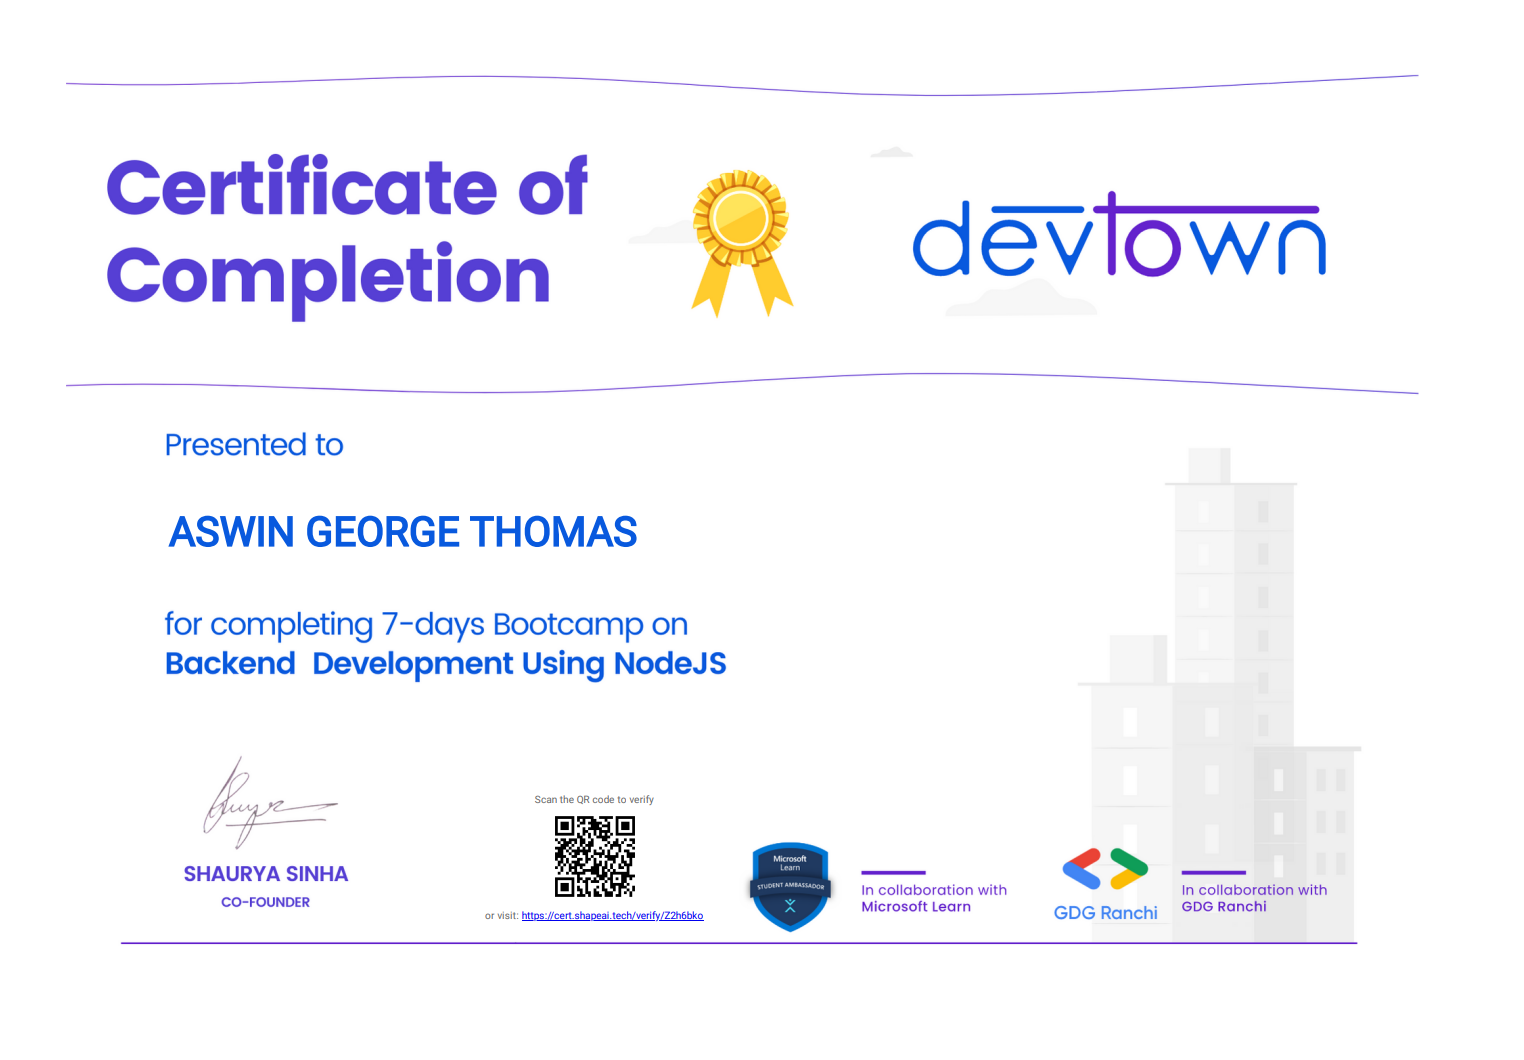 Certificate of
Completion
devtown
Presented to
ASWIN GEORGE THOMAS
for completing 7-days Bootcamp on
Backend Development Using NodeJS
SHAURYA SINHA
CO-FOUNDER
Scan the QR code to verify
or visit: https://cert.shapeai.tech/verify/Z2h6bko
Microsoft
Learn
STUDENT AMBASSADOR
In collaboration with
Microsoft Learn
GDG Ranchi
In collaboration with
GDG Ranchi